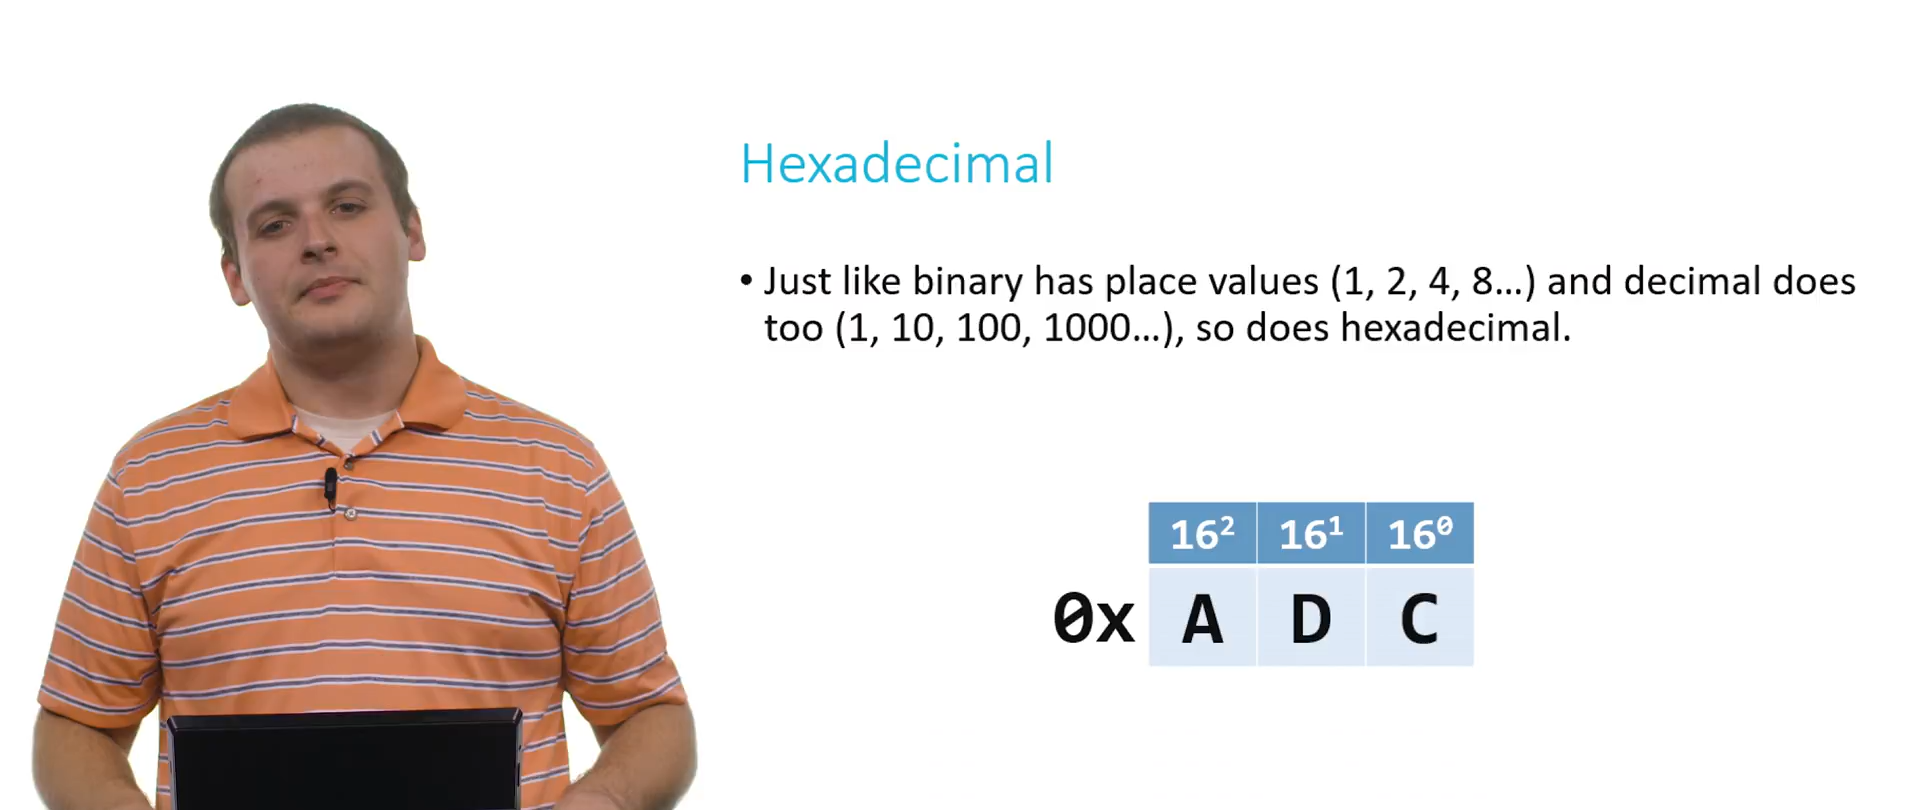 Hexadecimal
• Just like binary has place values (1, 2, 4, 8…) and decimal does
too (1, 10, 100, 1000…), so does hexadecimal.
16² 16¹ 16⁰
0x A D C